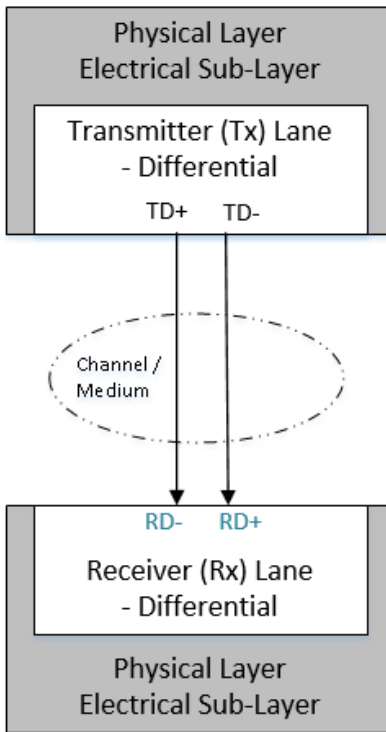 Physical Layer
Electrical Sub-Layer
Transmitter (Tx) Lane
- Differential
TD+ TD-
Channel /
Medium
RD- RD+
Receiver (Rx) Lane
- Differential
Physical Layer
Electrical Sub-Layer